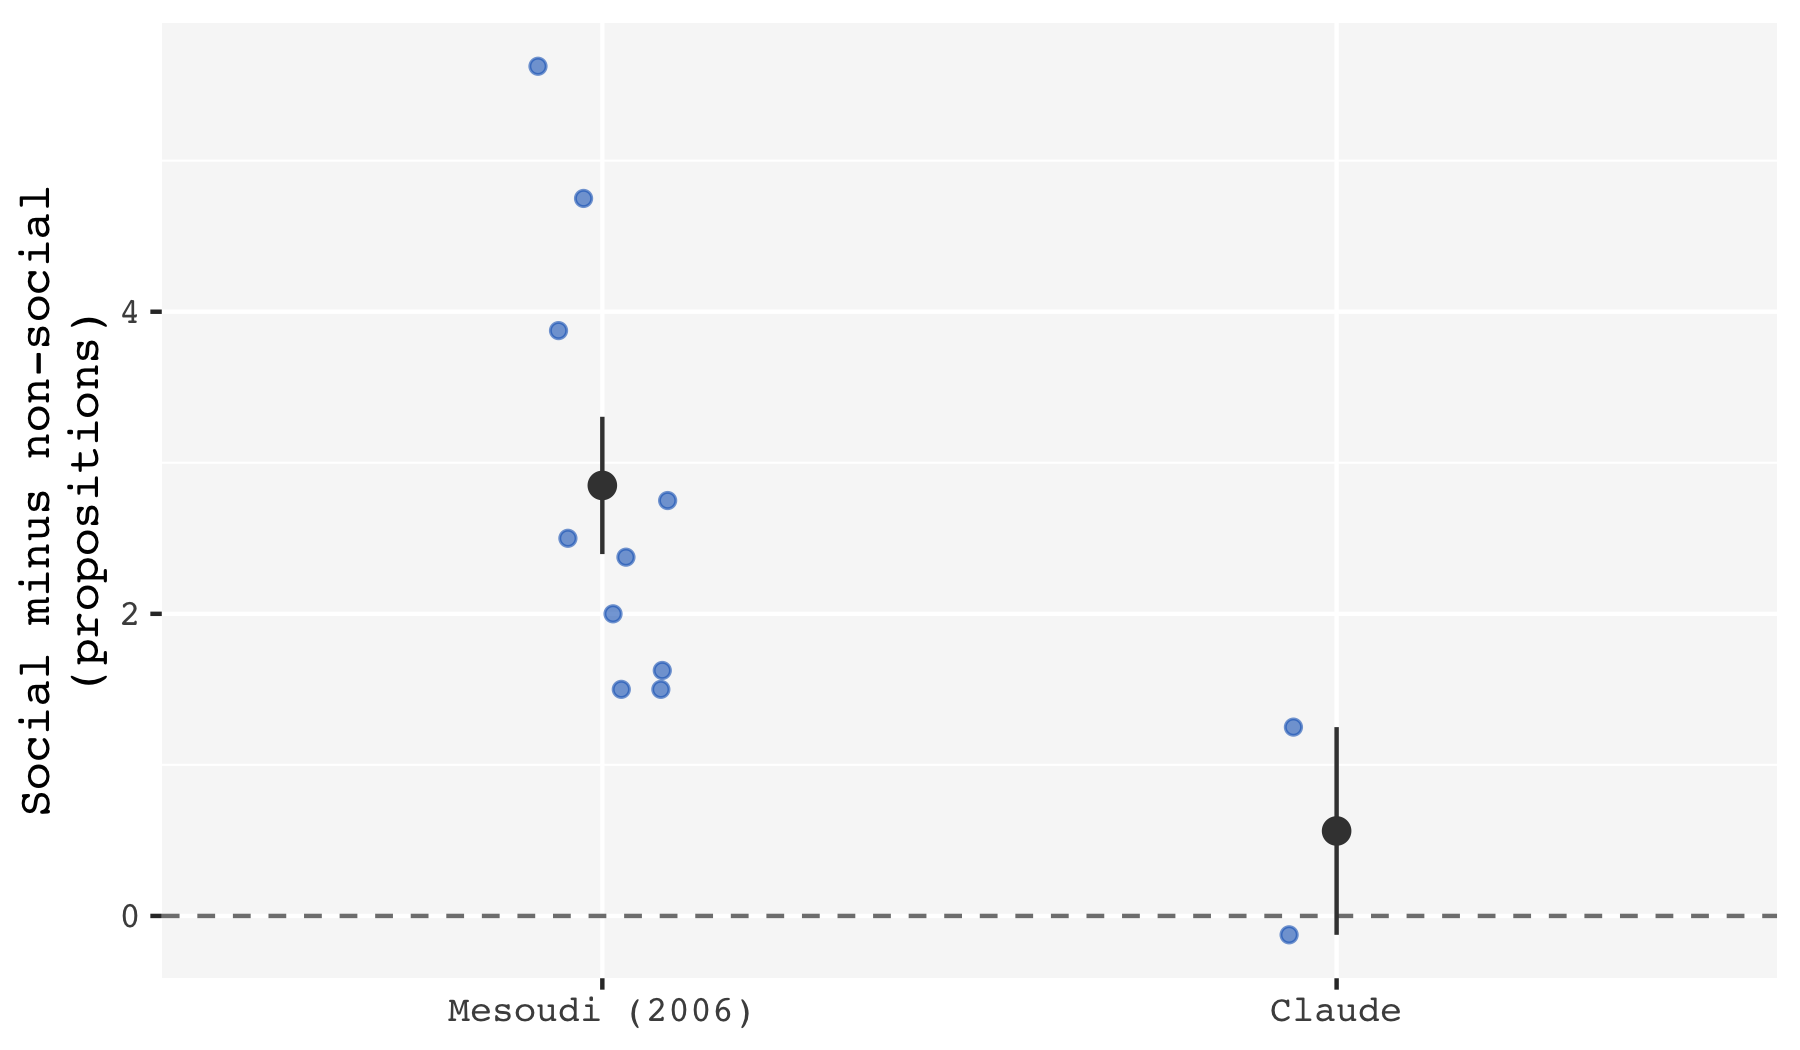 Social minus non-social
(propositions)
4
2
0
Mesoudi (2006)
Claude